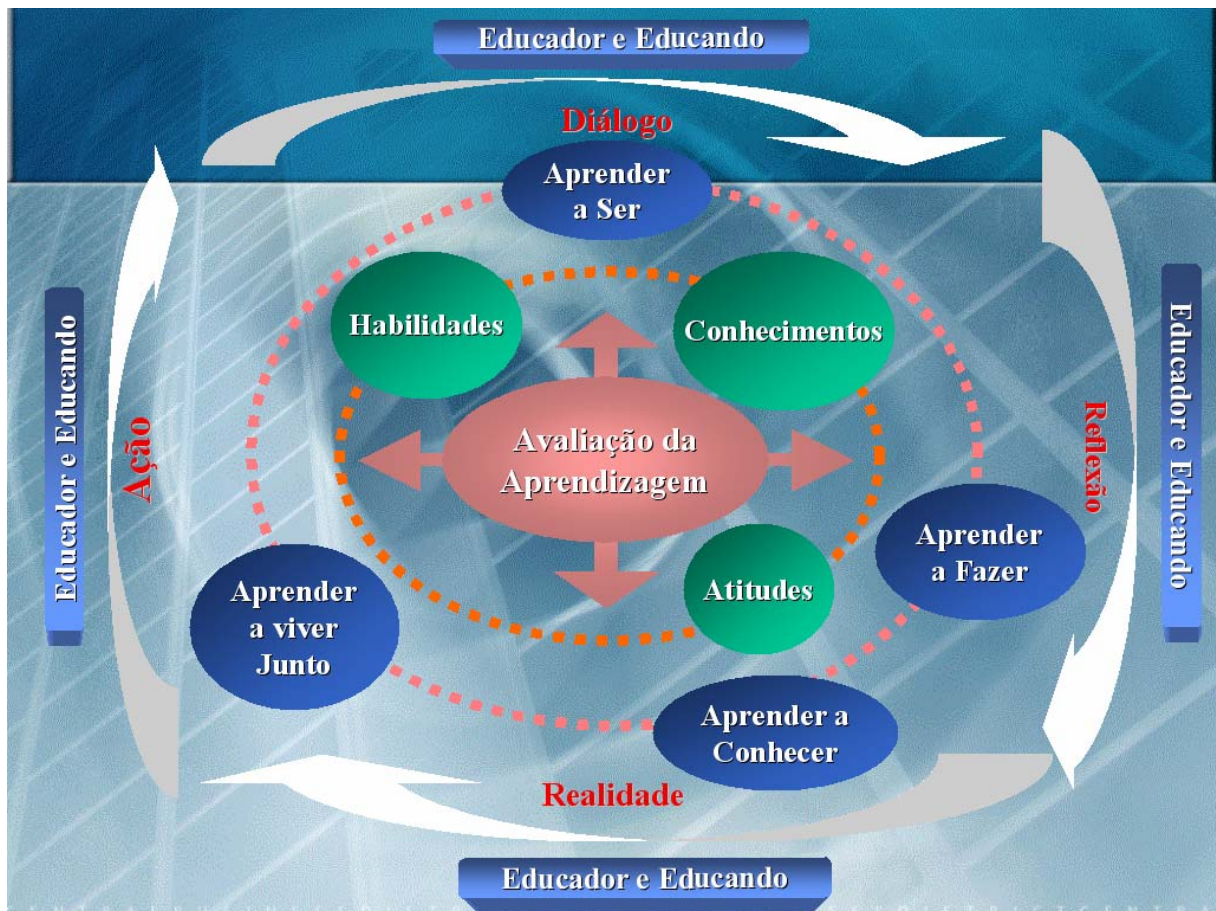 Educador e Educando
Diálogo
Aprender
a Ser
Habilidades
Conhecimentos
Educador e Educando
Ação
Avaliação da
Aprendizagem
Reflexão
Educador e Educando
Aprender
a Fazer
Atitudes
Aprender
a viver
Junto
Aprender a
Conhecer
Realidade
Educador e Educando